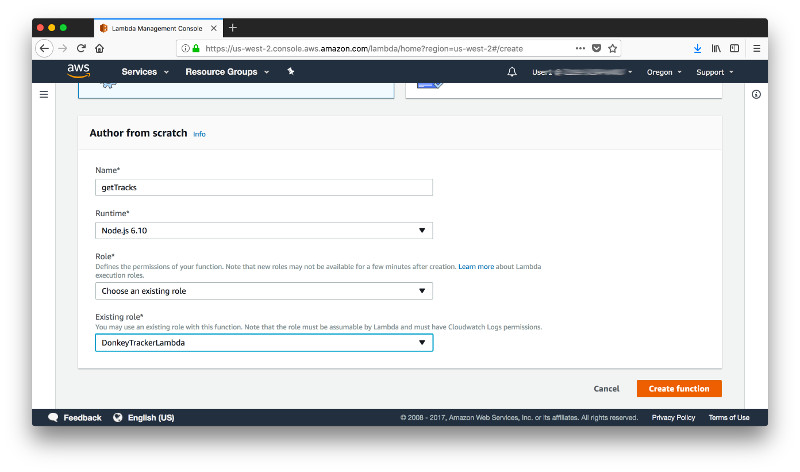 Lambda Management Console
https://us-west-2.console.aws.amazon.com/lambda/home?region=us-west-2#/create
aws Services Resource Groups Oregon Support
Author from scratch Info
Name*
getTracks
Runtime*
Node.js 6.10
Role*
Defines the permissions of your function. Note that new roles may not be available for a few minutes after creation. Learn more about Lambda
execution roles.
Choose an existing role
Existing role*
You may use an existing role with this function. Note that the role must be assumable by Lambda and must have Cloudwatch Logs permissions.
DonkeyTrackerLambda
Cancel Create function
Feedback English (US) © 2008 - 2017, Amazon Web Services, Inc. or its affiliates. All rights reserved. Privacy Policy Terms of Use